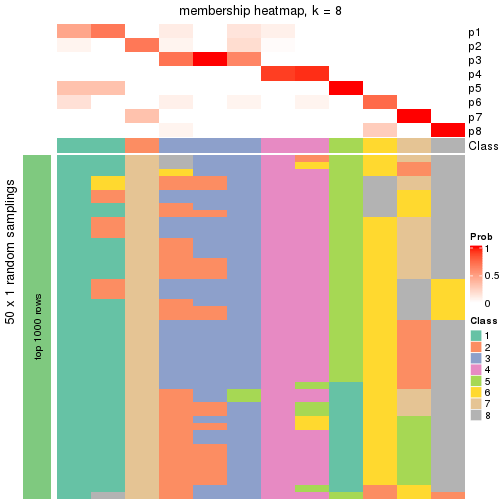 membership heatmap, k = 8
p1
p2
p3
p4
p5
p6
p7
p8
Class
50 x 1 random samplings
top 1000 rows
Prob
1
0.5
0
Class
1
2
3
4
5
6
7
8